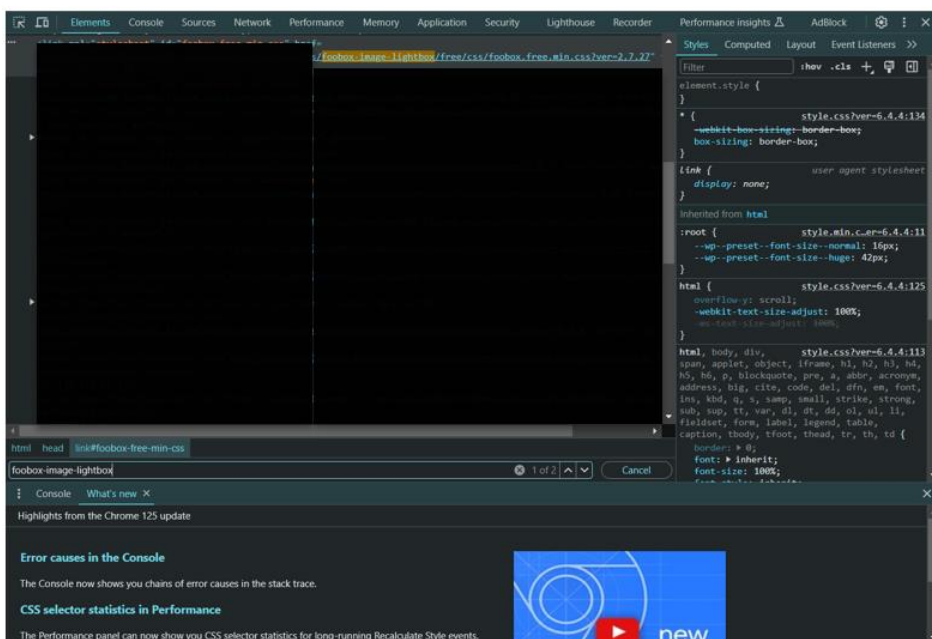 Elements Console Sources Network Performance Memory Application Security Lighthouse Recorder Performance insights AdBlock
<link rel="stylesheet" id="foobox-free-min-css" href=
s/foobox-image-lightbox/free/css/foobox.free.min.css?ver=2.7.27"
html head link#foobox-free-min-css
foobox-image-lightbox 1 of 2 Cancel
Styles Computed Layout Event Listeners
Filter :hov .cls
element.style {
}
* { style.css?ver=6.4.4:134
-webkit-box-sizing: border-box;
box-sizing: border-box;
}
link { user agent stylesheet
display: none;
}
Inherited from html
:root { style.min.c…er=6.4.4:11
--wp--preset--font-size--normal: 16px;
--wp--preset--font-size--huge: 42px;
}
html { style.css?ver=6.4.4:125
overflow-y: scroll;
-webkit-text-size-adjust: 100%;
-ms-text-size-adjust: 100%;
}
html, body, div, style.css?ver=6.4.4:113
span, applet, object, iframe, h1, h2, h3, h4,
h5, h6, p, blockquote, pre, a, abbr, acronym,
address, big, cite, code, del, dfn, em, font,
ins, kbd, q, s, samp, small, strike, strong,
sub, sup, tt, var, dl, dt, dd, ol, ul, li,
fieldset, form, label, legend, table,
caption, tbody, tfoot, thead, tr, th, td {
border: 0;
font: inherit;
font-size: 100%;
Console What's new
Highlights from the Chrome 125 update
Error causes in the Console
The Console now shows you chains of error causes in the stack trace.
CSS selector statistics in Performance
The Performance panel can now show you CSS selector statistics for long-running Recalculate Style events.
new